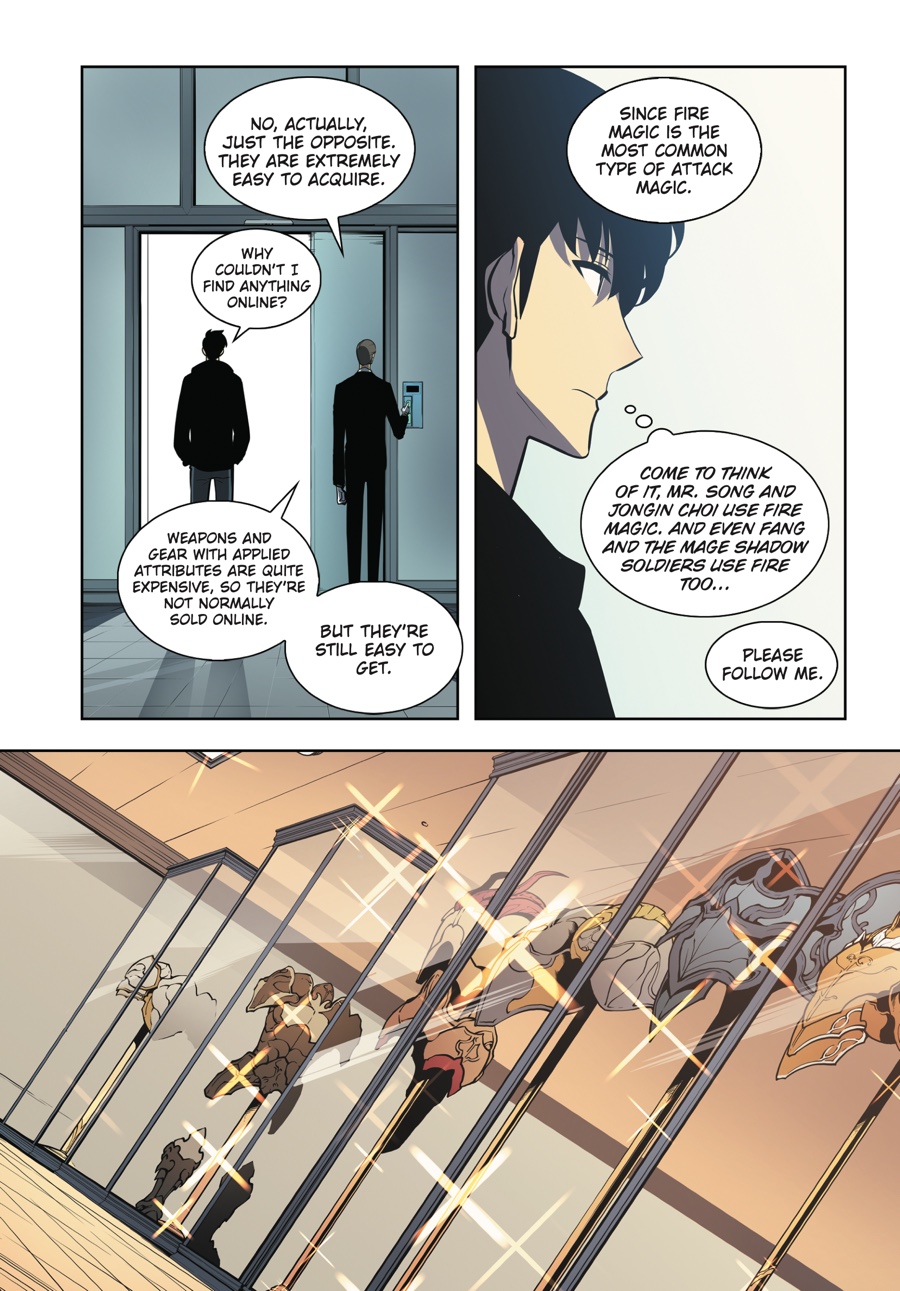 NO, ACTUALLY,
JUST THE OPPOSITE.
THEY ARE EXTREMELY
EASY TO ACQUIRE.
WHY
COULDN'T I
FIND ANYTHING
ONLINE?
WEAPONS AND
GEAR WITH APPLIED
ATTRIBUTES ARE QUITE
EXPENSIVE, SO THEY'RE
NOT NORMALLY
SOLD ONLINE.
BUT THEY'RE
STILL EASY TO
GET.
SINCE FIRE
MAGIC IS THE
MOST COMMON
TYPE OF ATTACK
MAGIC.
COME TO THINK
OF IT, MR. SONG AND
JONGIN CHOI USE FIRE
MAGIC. AND EVEN FANG
AND THE MAGE SHADOW
SOLDIERS USE FIRE
TOO...
PLEASE
FOLLOW ME.